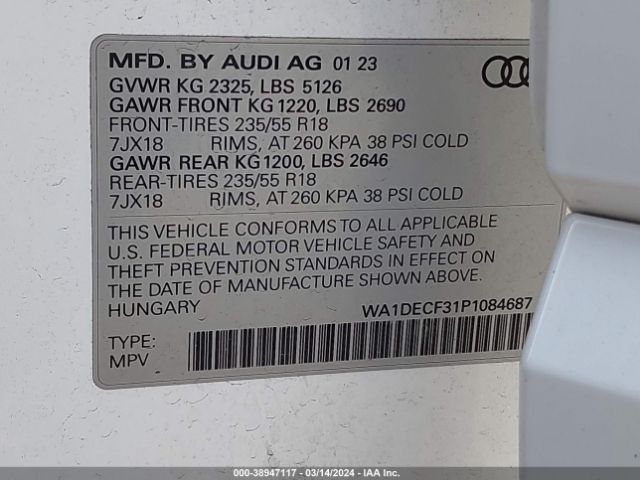 MFD. BY AUDI AG 01 23
GVWR KG 2325, LBS 5126
GAWR FRONT KG 1220, LBS 2690
FRONT-TIRES 235/55 R18
7JX18 RIMS, AT 260 KPA 38 PSI COLD
GAWR REAR KG 1200, LBS 2646
REAR-TIRES 235/55 R18
7JX18 RIMS, AT 260 KPA 38 PSI COLD
THIS VEHICLE CONFORMS TO ALL APPLICABLE
U.S. FEDERAL MOTOR VEHICLE SAFETY AND
THEFT PREVENTION STANDARDS IN EFFECT ON
THE DATE OF MANUFACTURE SHOWN ABOVE.
HUNGARY WA1DECF31P1084687
TYPE:
MPV
000-38947117 - 03/14/2024 - IAA Inc.